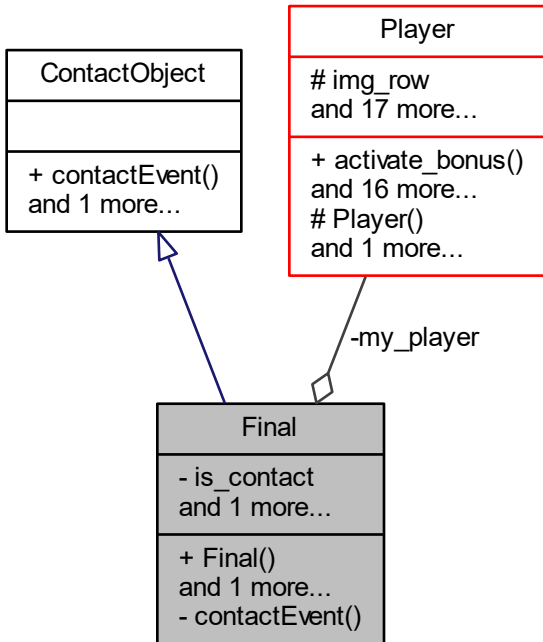 Player
# img_row
and 17 more...
+ activate_bonus()
and 16 more...
# Player()
and 1 more...
ContactObject
+ contactEvent()
and 1 more...
-my_player
Final
- is_contact
and 1 more...
+ Final()
and 1 more...
- contactEvent()